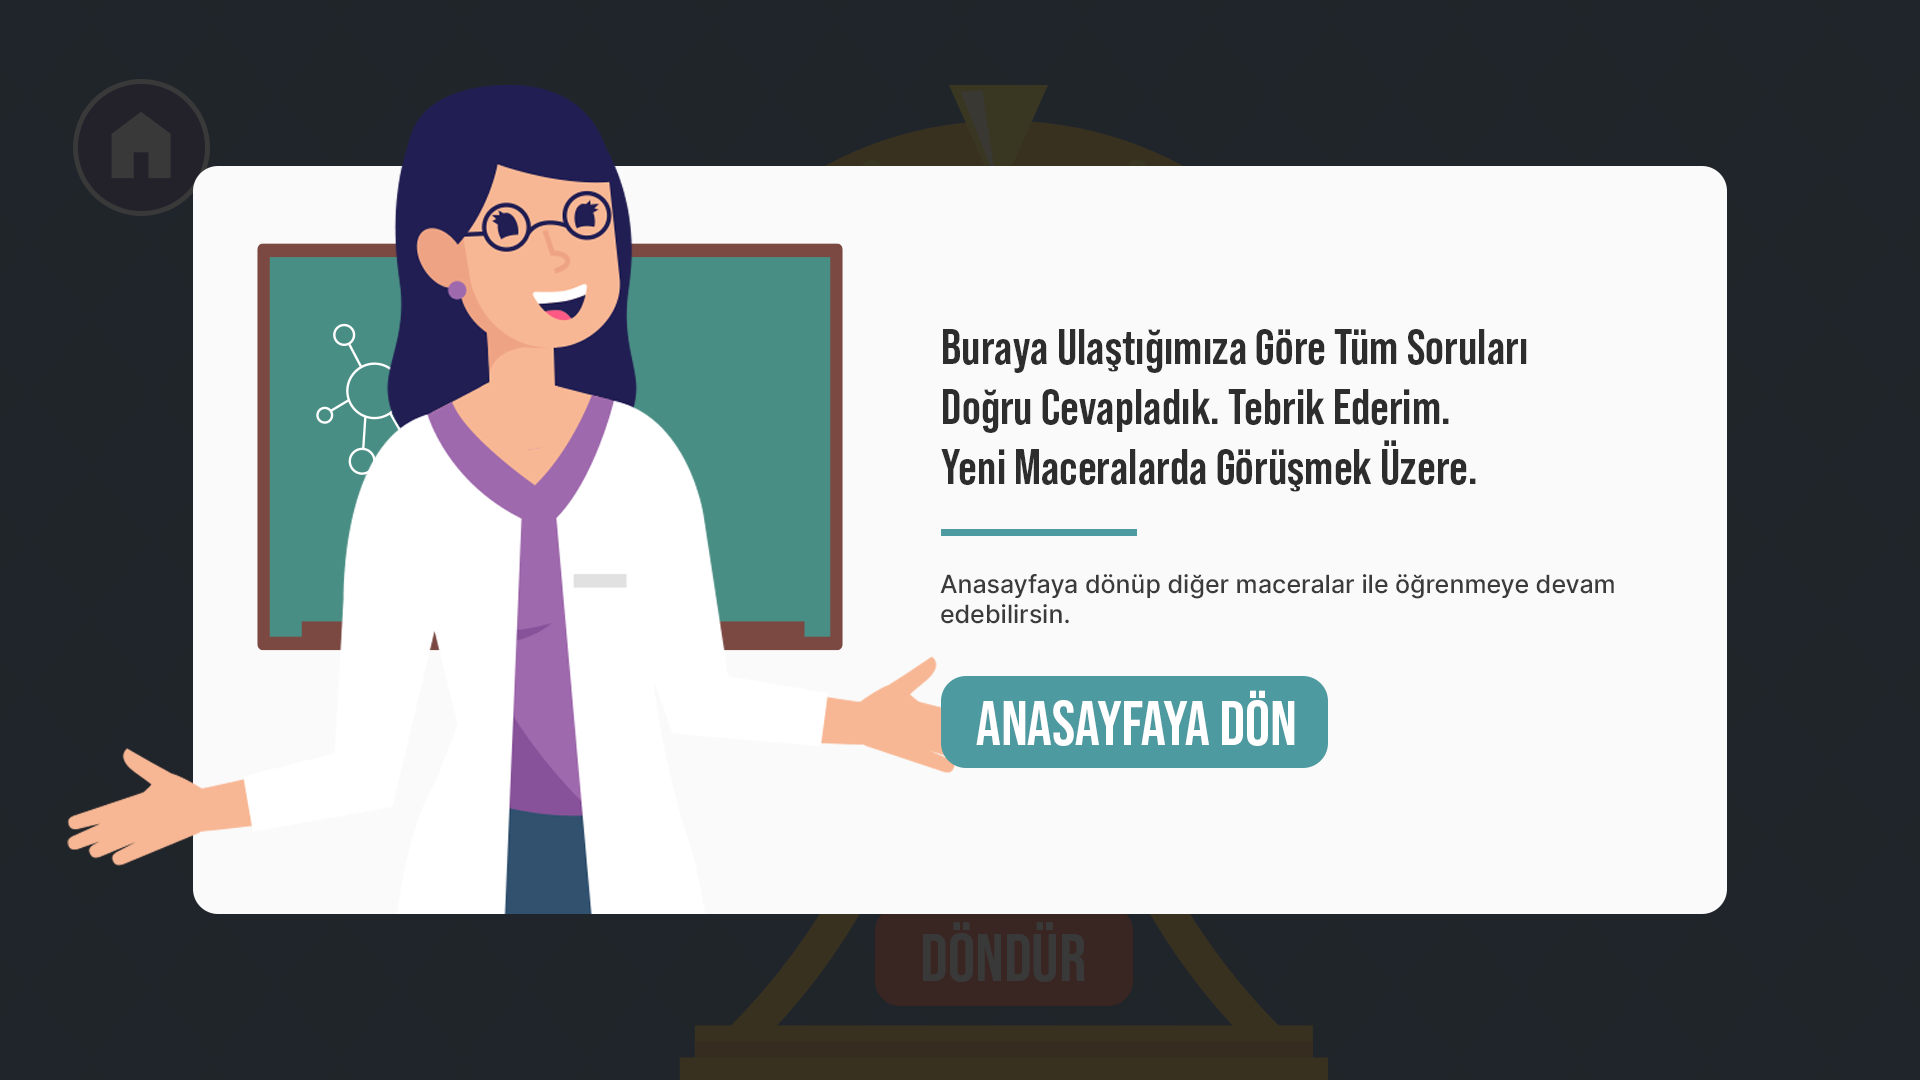 Buraya Ulaştığımıza Göre Tüm Soruları
Doğru Cevapladık. Tebrik Ederim.
Yeni Maceralarda Görüşmek Üzere.
Anasayfaya dönüp diğer maceralar ile öğrenmeye devam
edebilirsin.
ANASAYFAYA DÖN
DÖNDÜR